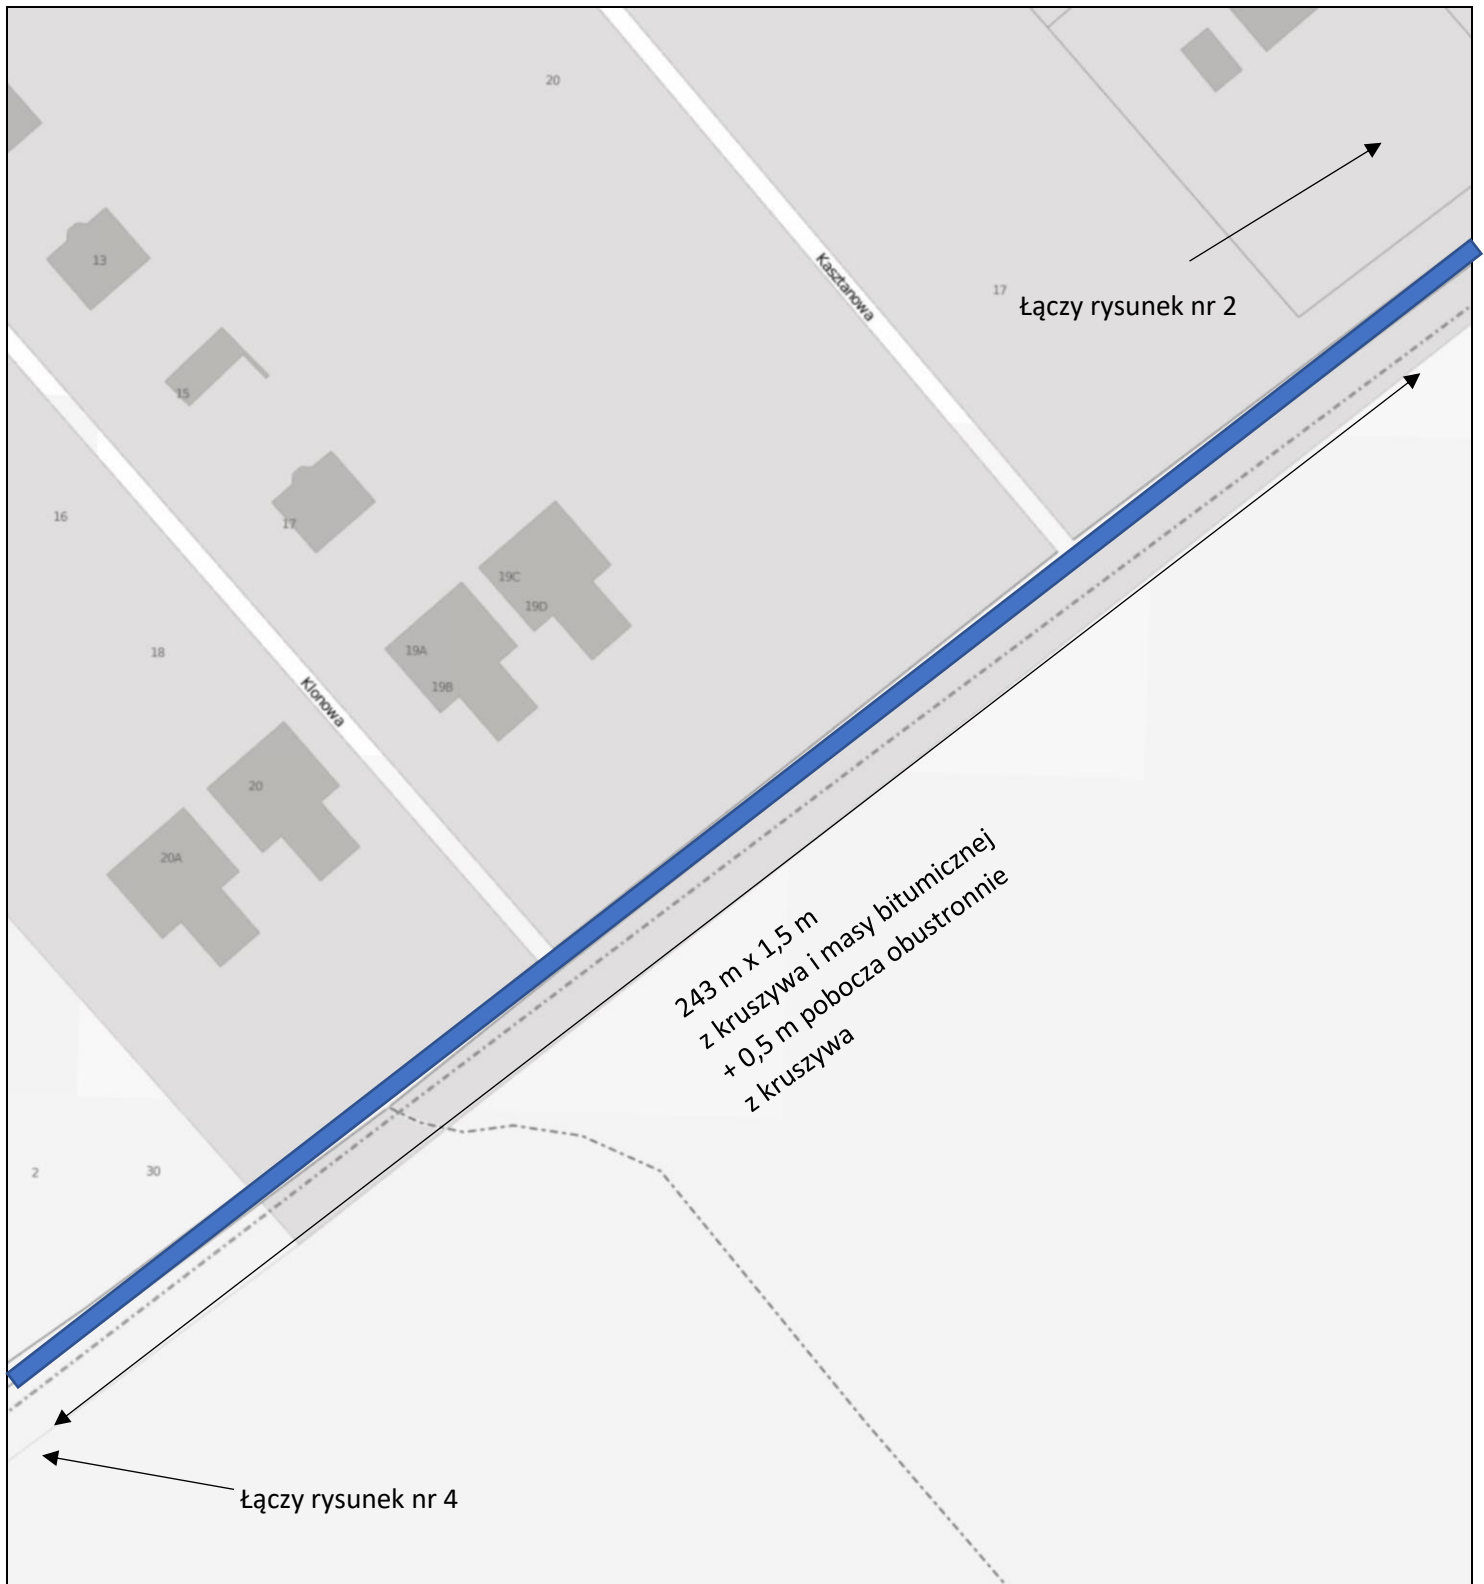 20
13
Kasztanowa
17
Łączy rysunek nr 2
15
16
17
19C
19D
18
19A
19B
Klonowa
20
20A
243 m x 1,5 m
z kruszywa i masy bitumicznej
+ 0,5 m pobocza obustronnie
z kruszywa
2
30
Łączy rysunek nr 4